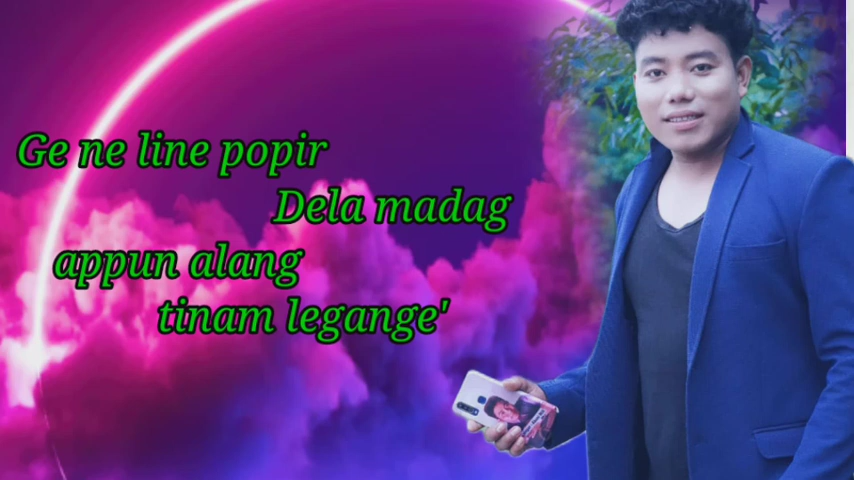 Ge ne line popir
Dela madag
appun alang
tinam legange'